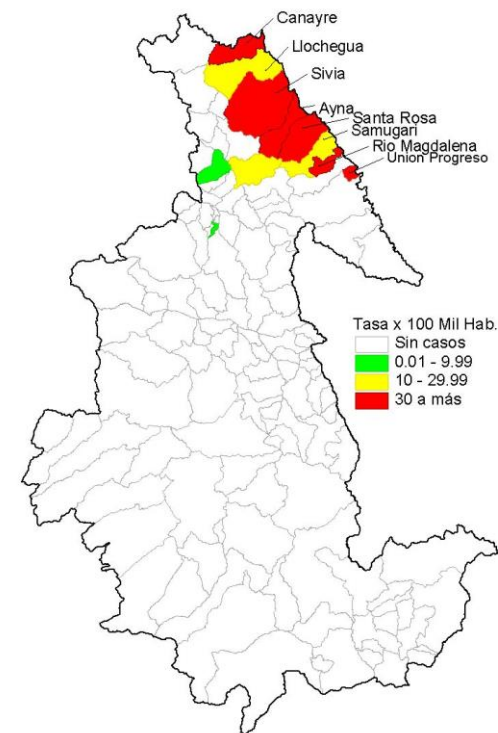 Canayre
Llochegua
Sivia
Ayna
Santa Rosa
Samugari
Rio Magdalena
Union Progreso
Tasa x 100 Mil Hab.
Sin casos
0.01 - 9.99
10 - 29.99
30 a más